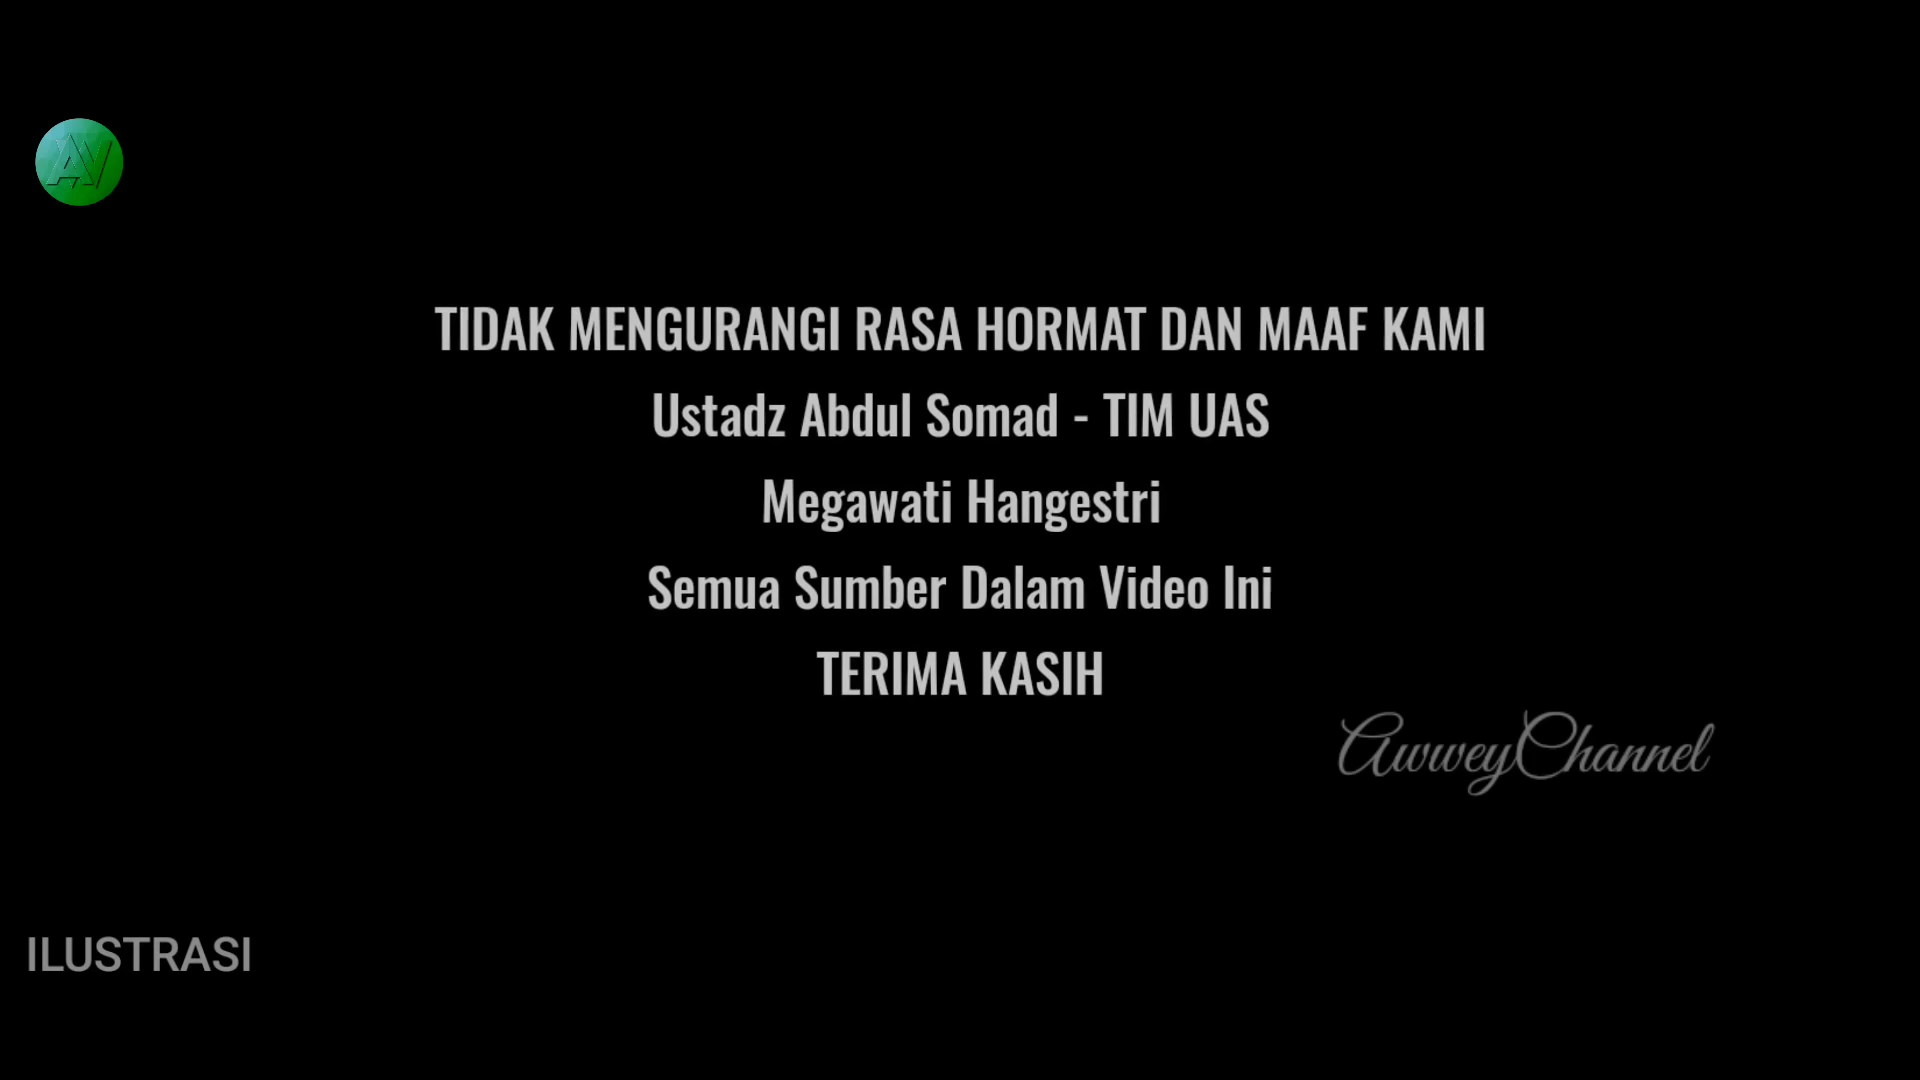 AV
TIDAK MENGURANGI RASA HORMAT DAN MAAF KAMI
Ustadz Abdul Somad - TIM UAS
Megawati Hangestri
Semua Sumber Dalam Video Ini
TERIMA KASIH
AwweyChannel
ILUSTRASI